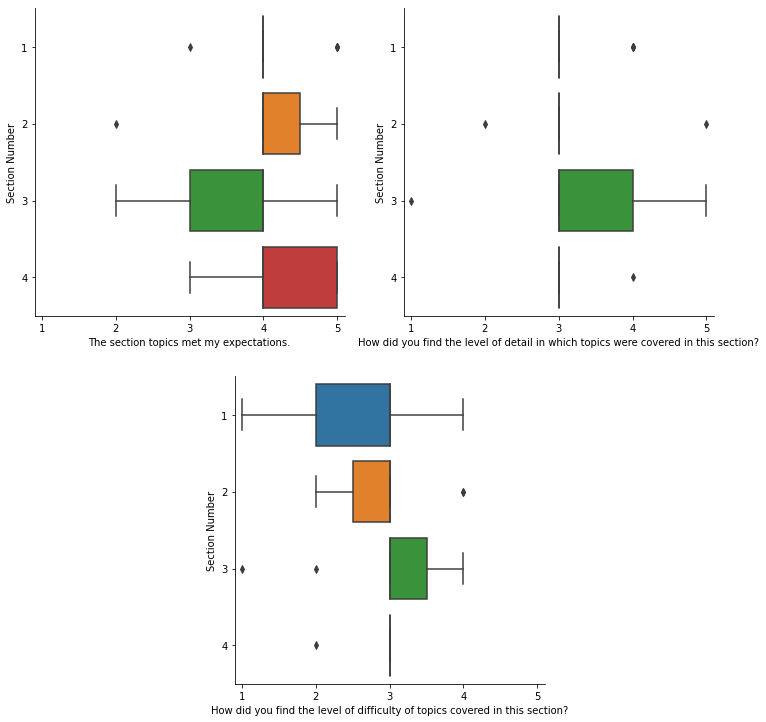 Section Number
1
2
3
4
1 2 3 4 5
The section topics met my expectations.
Section Number
1
2
3
4
1 2 3 4 5
How did you find the level of detail in which topics were covered in this section?
Section Number
1
2
3
4
1 2 3 4 5
How did you find the level of difficulty of topics covered in this section?